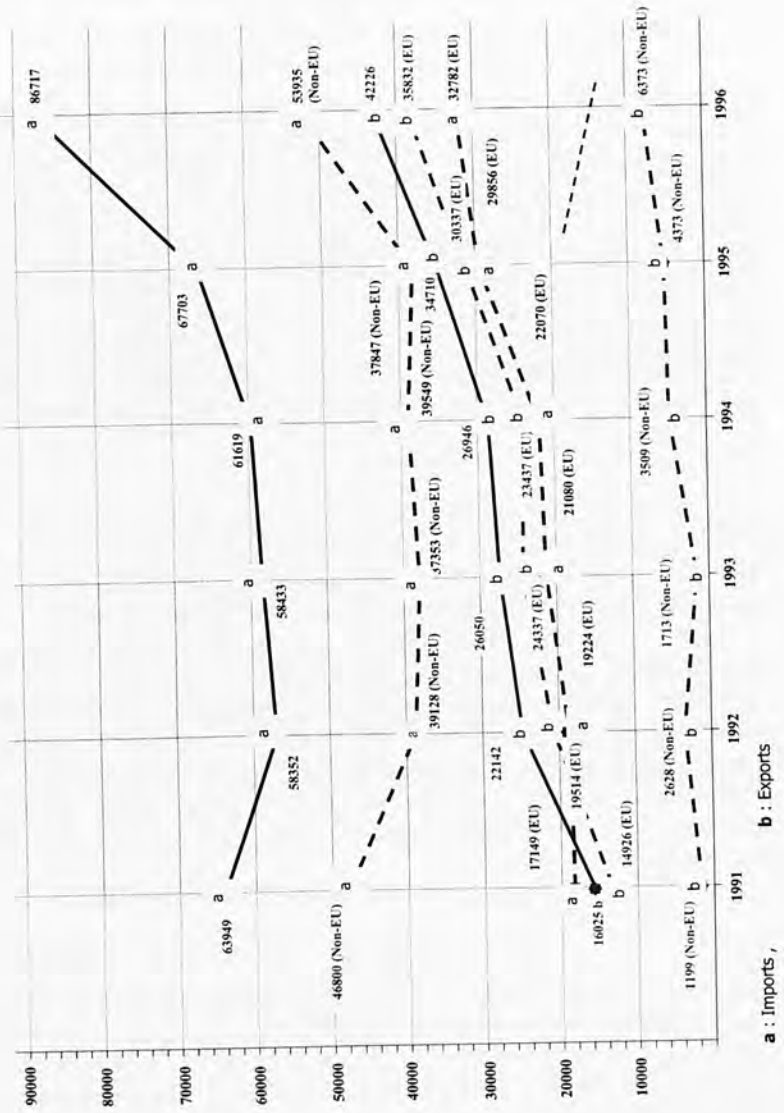 90000
80000
70000
60000
50000
40000
30000
20000
10000
a 86717
67703
a
61619
a
a
58433
a
58352
a
63949
a 53935
(Non-EU)
37847 (Non-EU)
a
39549 (Non-EU)
a
37353 (Non-EU)
a
39128 (Non-EU)
a
46800 (Non-EU)
a
b 42226
34710
b
26946
b
26050
b
22142
b
16025 b
b 35832 (EU)
30337 (EU)
b
b
23437 (EU)
b
24337 (EU)
b
19514 (EU)
14926 (EU)
b
a 32782 (EU)
29856 (EU)
a
22070 (EU)
a
21080 (EU)
a
19224 (EU)
a
17149 (EU)
a
b 6373 (Non-EU)
4373 (Non-EU)
b
3509 (Non-EU)
b
1713 (Non-EU)
b
2628 (Non-EU)
b
1199 (Non-EU)
b
1991
1992
1993
1994
1995
1996
a : Imports , b : Exports